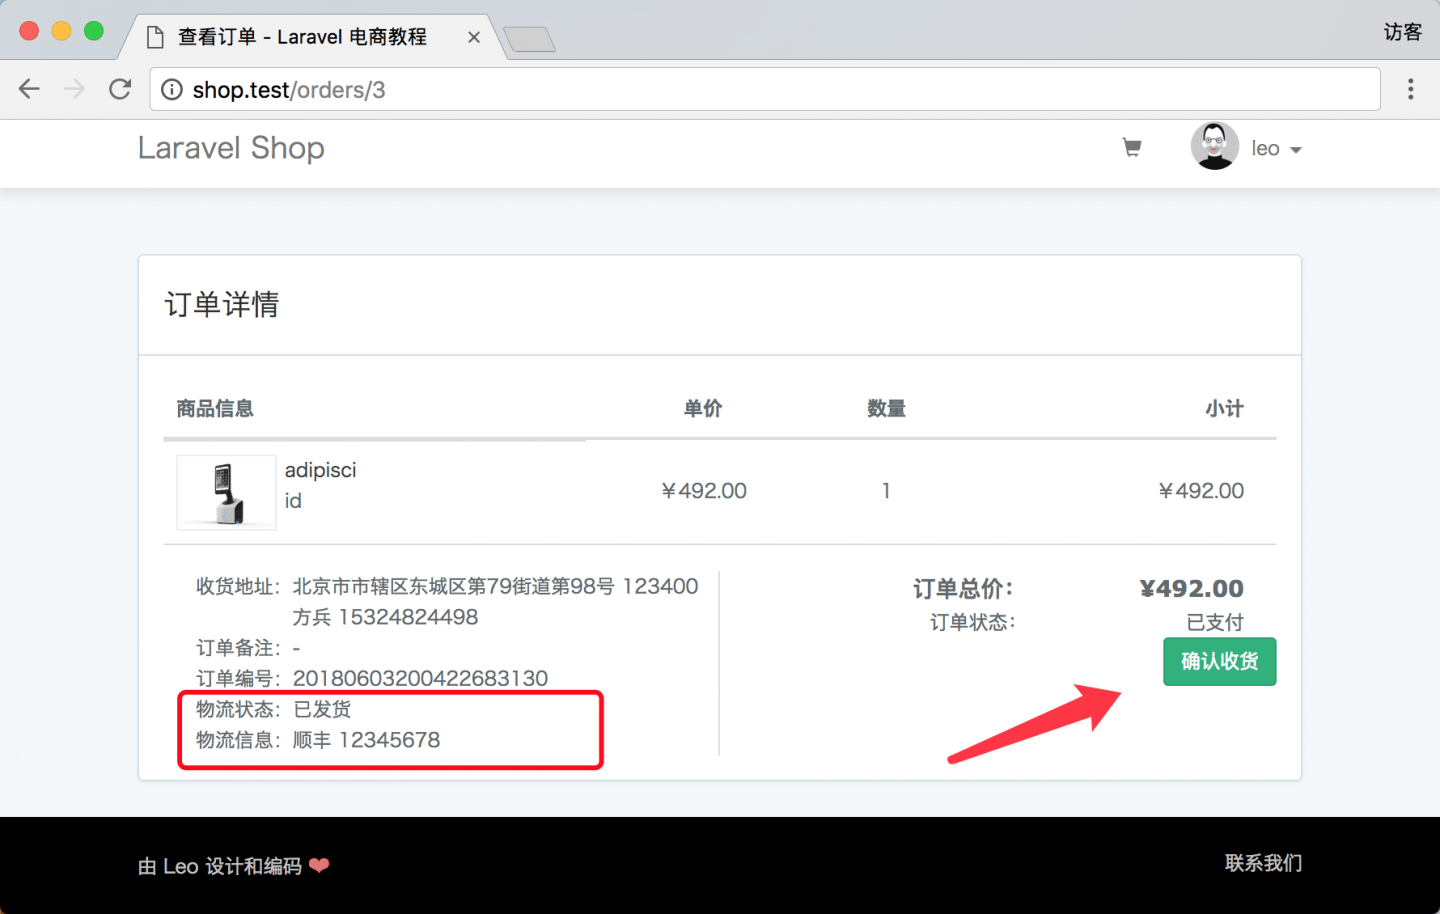 查看订单 - Laravel 电商教程
访客
shop.test/orders/3
Laravel Shop
leo
订单详情
商品信息 单价 数量 小计
adipisci
id
¥492.00 1 ¥492.00
收货地址： 北京市市辖区东城区第79街道第98号 123400
方兵 15324824498
订单备注： -
订单编号： 20180603200422683130
物流状态： 已发货
物流信息： 顺丰 12345678
订单总价： ¥492.00
订单状态： 已支付
确认收货
由 Leo 设计和编码 ❤
联系我们